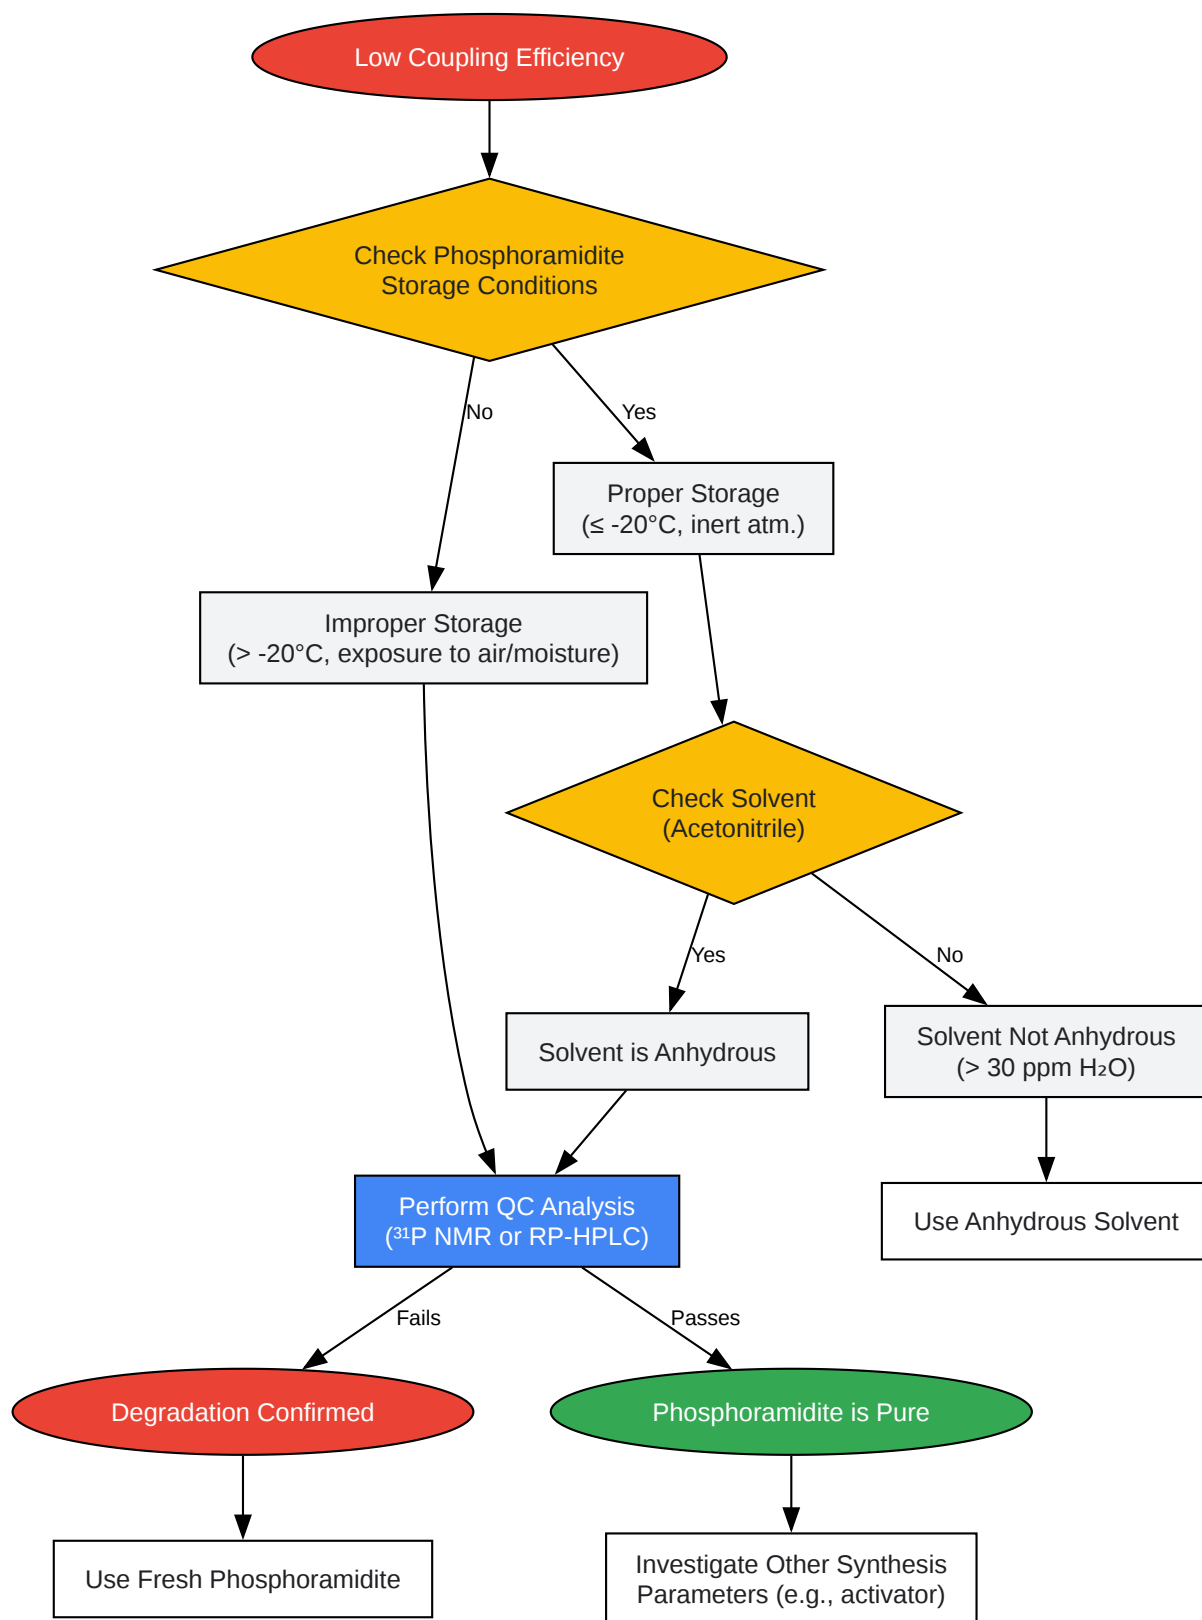 Low Coupling Efficiency
Check Phosphoramidite
Storage Conditions
No
Yes
Proper Storage
(≤ -20°C, inert atm.)
Improper Storage
(> -20°C, exposure to air/moisture)
Check Solvent
(Acetonitrile)
Yes
No
Solvent is Anhydrous
Solvent Not Anhydrous
(> 30 ppm H₂O)
Perform QC Analysis
(³¹P NMR or RP-HPLC)
Use Anhydrous Solvent
Fails
Passes
Degradation Confirmed
Phosphoramidite is Pure
Use Fresh Phosphoramidite
Investigate Other Synthesis
Parameters (e.g., activator)